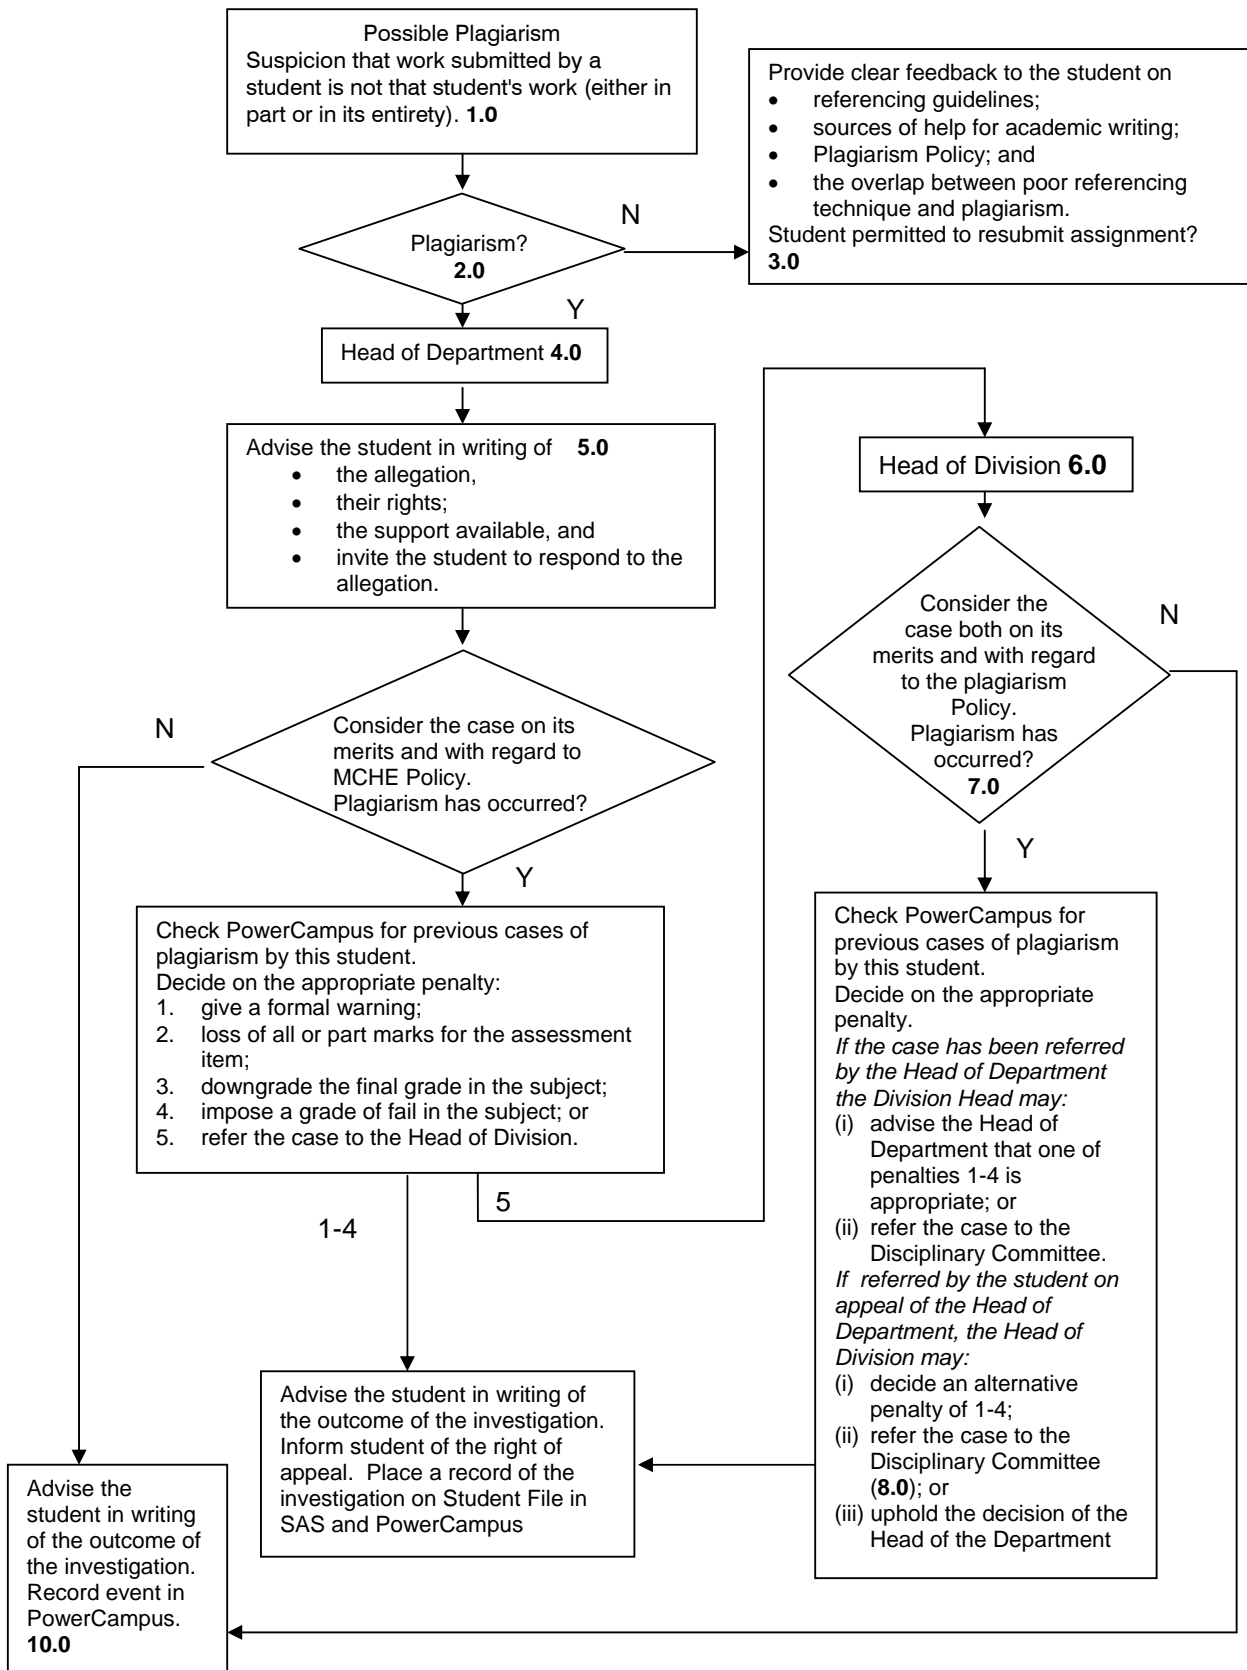 Possible Plagiarism
Suspicion that work submitted by a
student is not that student's work (either in
part or in its entirety). 1.0
Provide clear feedback to the student on
• referencing guidelines;
• sources of help for academic writing;
• Plagiarism Policy; and
• the overlap between poor referencing
technique and plagiarism.
Student permitted to resubmit assignment?
3.0
N
Plagiarism?
2.0
Y
Head of Department 4.0
Advise the student in writing of 5.0
• the allegation,
• their rights;
• the support available, and
• invite the student to respond to the
allegation.
Head of Division 6.0
Consider the
case both on its
merits and with regard
to the plagiarism
Policy.
Plagiarism has
occurred?
7.0
N
Y
N
Consider the case on its
merits and with regard to
MCHE Policy.
Plagiarism has occurred?
Y
Check PowerCampus for previous cases of
plagiarism by this student.
Decide on the appropriate penalty:
1. give a formal warning;
2. loss of all or part marks for the assessment
item;
3. downgrade the final grade in the subject;
4. impose a grade of fail in the subject; or
5. refer the case to the Head of Division.
5
1-4
Check PowerCampus for
previous cases of plagiarism
by this student.
Decide on the appropriate
penalty.
If the case has been referred
by the Head of Department
the Division Head may:
(i) advise the Head of
Department that one of
penalties 1-4 is
appropriate; or
(ii) refer the case to the
Disciplinary Committee.
If referred by the student on
appeal of the Head of
Department, the Head of
Division may:
(i) decide an alternative
penalty of 1-4;
(ii) refer the case to the
Disciplinary Committee
(8.0); or
(iii) uphold the decision of the
Head of the Department
Advise the student in writing of
the outcome of the investigation.
Inform student of the right of
appeal. Place a record of the
investigation on Student File in
SAS and PowerCampus
Advise the
student in writing
of the outcome of
the investigation.
Record event in
PowerCampus.
10.0